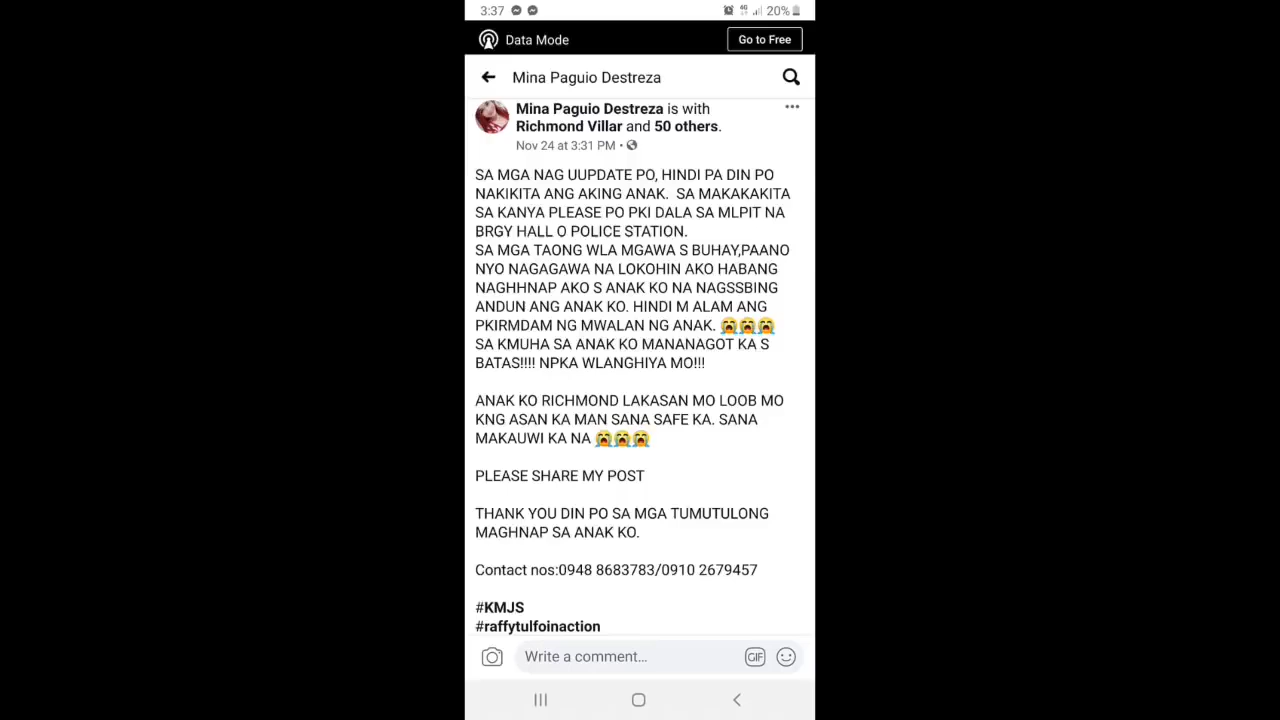 3:37 4G 20%
Data Mode Go to Free
Mina Paguio Destreza
Mina Paguio Destreza is with
Richmond Villar and 50 others.
Nov 24 at 3:31 PM •
SA MGA NAG UUPDATE PO, HINDI PA DIN PO
NAKIKITA ANG AKING ANAK. SA MAKAKAKITA
SA KANYA PLEASE PO PKI DALA SA MLPIT NA
BRGY HALL O POLICE STATION.
SA MGA TAONG WLA MGAWA S BUHAY,PAANO
NYO NAGAGAWA NA LOKOHIN AKO HABANG
NAGHHNAP AKO S ANAK KO NA NAGSSBING
ANDUN ANG ANAK KO. HINDI M ALAM ANG
PKIRMDAM NG MWALAN NG ANAK. 😭😭😭
SA KMUHA SA ANAK KO MANANAGOT KA S
BATAS!!!! NPKA WLANGHIYA MO!!!
ANAK KO RICHMOND LAKASAN MO LOOB MO
KNG ASAN KA MAN SANA SAFE KA. SANA
MAKAUWI KA NA 😭😭😭
PLEASE SHARE MY POST
THANK YOU DIN PO SA MGA TUMUTULONG
MAGHNAP SA ANAK KO.
Contact nos:0948 8683783/0910 2679457
#KMJS
#raffytulfoinaction
Write a comment... GIF